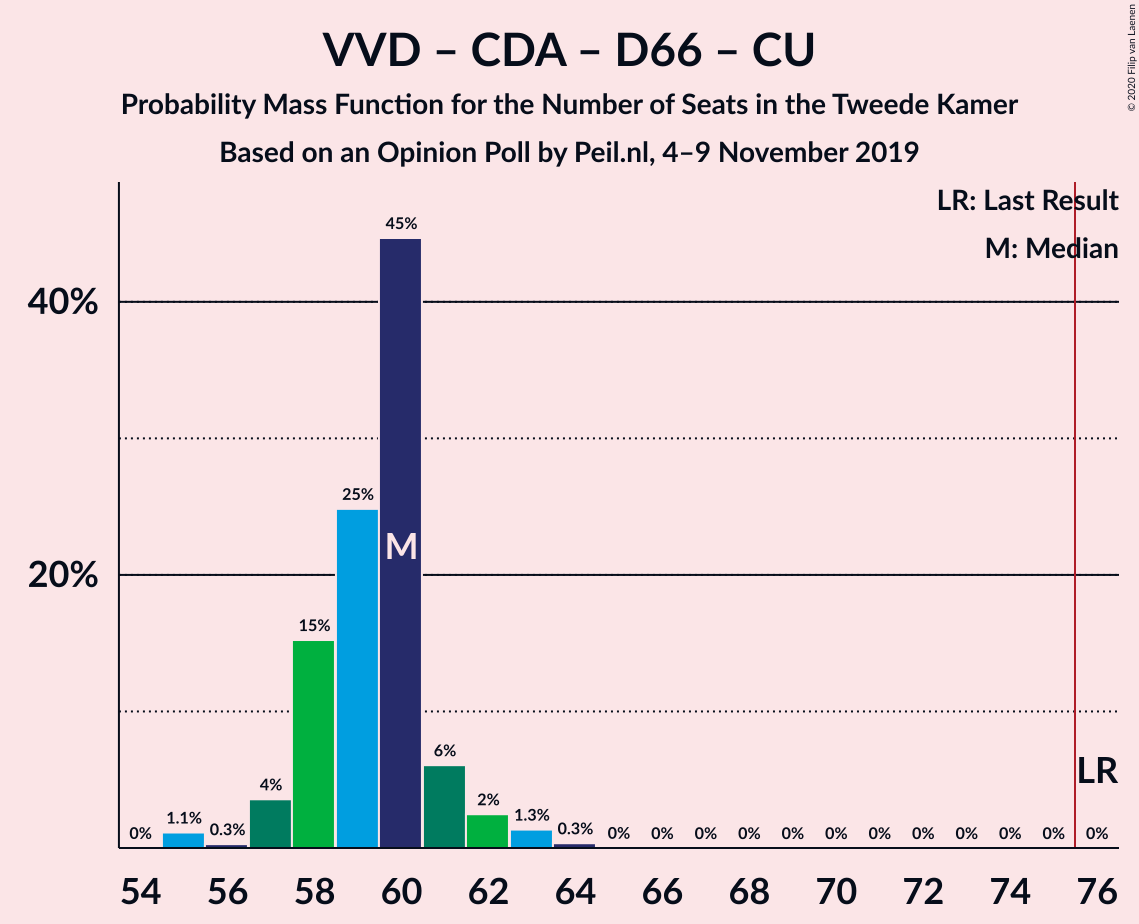 VVD – CDA – D66 – CU
Probability Mass Function for the Number of Seats in the Tweede Kamer
Based on an Opinion Poll by Peil.nl, 4–9 November 2019
© 2020 Filip van Laenen
LR: Last Result
M: Median
45%
40%
25%
M
20%
15%
6%
LR
4%
2%
0% 1.1% 0.3% 1.3% 0.3% 0% 0% 0% 0% 0% 0% 0% 0% 0% 0% 0% 0%
54 56 58 60 62 64 66 68 70 72 74 76